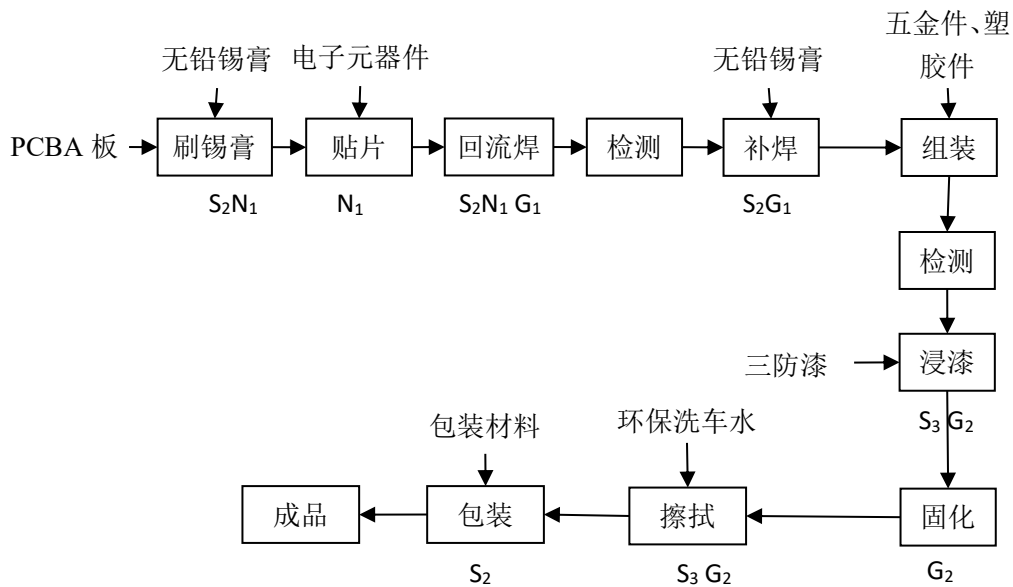 五金件、塑
胶件
无铅锡膏
电子元器件
无铅锡膏
PCBA 板
刷锡膏
贴片
回流焊
检测
补焊
组装
S₂N₁
N₁
S₂N₁ G₁
S₂G₁
检测
三防漆
浸漆
S₃ G₂
包装材料
环保洗车水
成品
包装
擦拭
固化
S₂
S₃ G₂
G₂